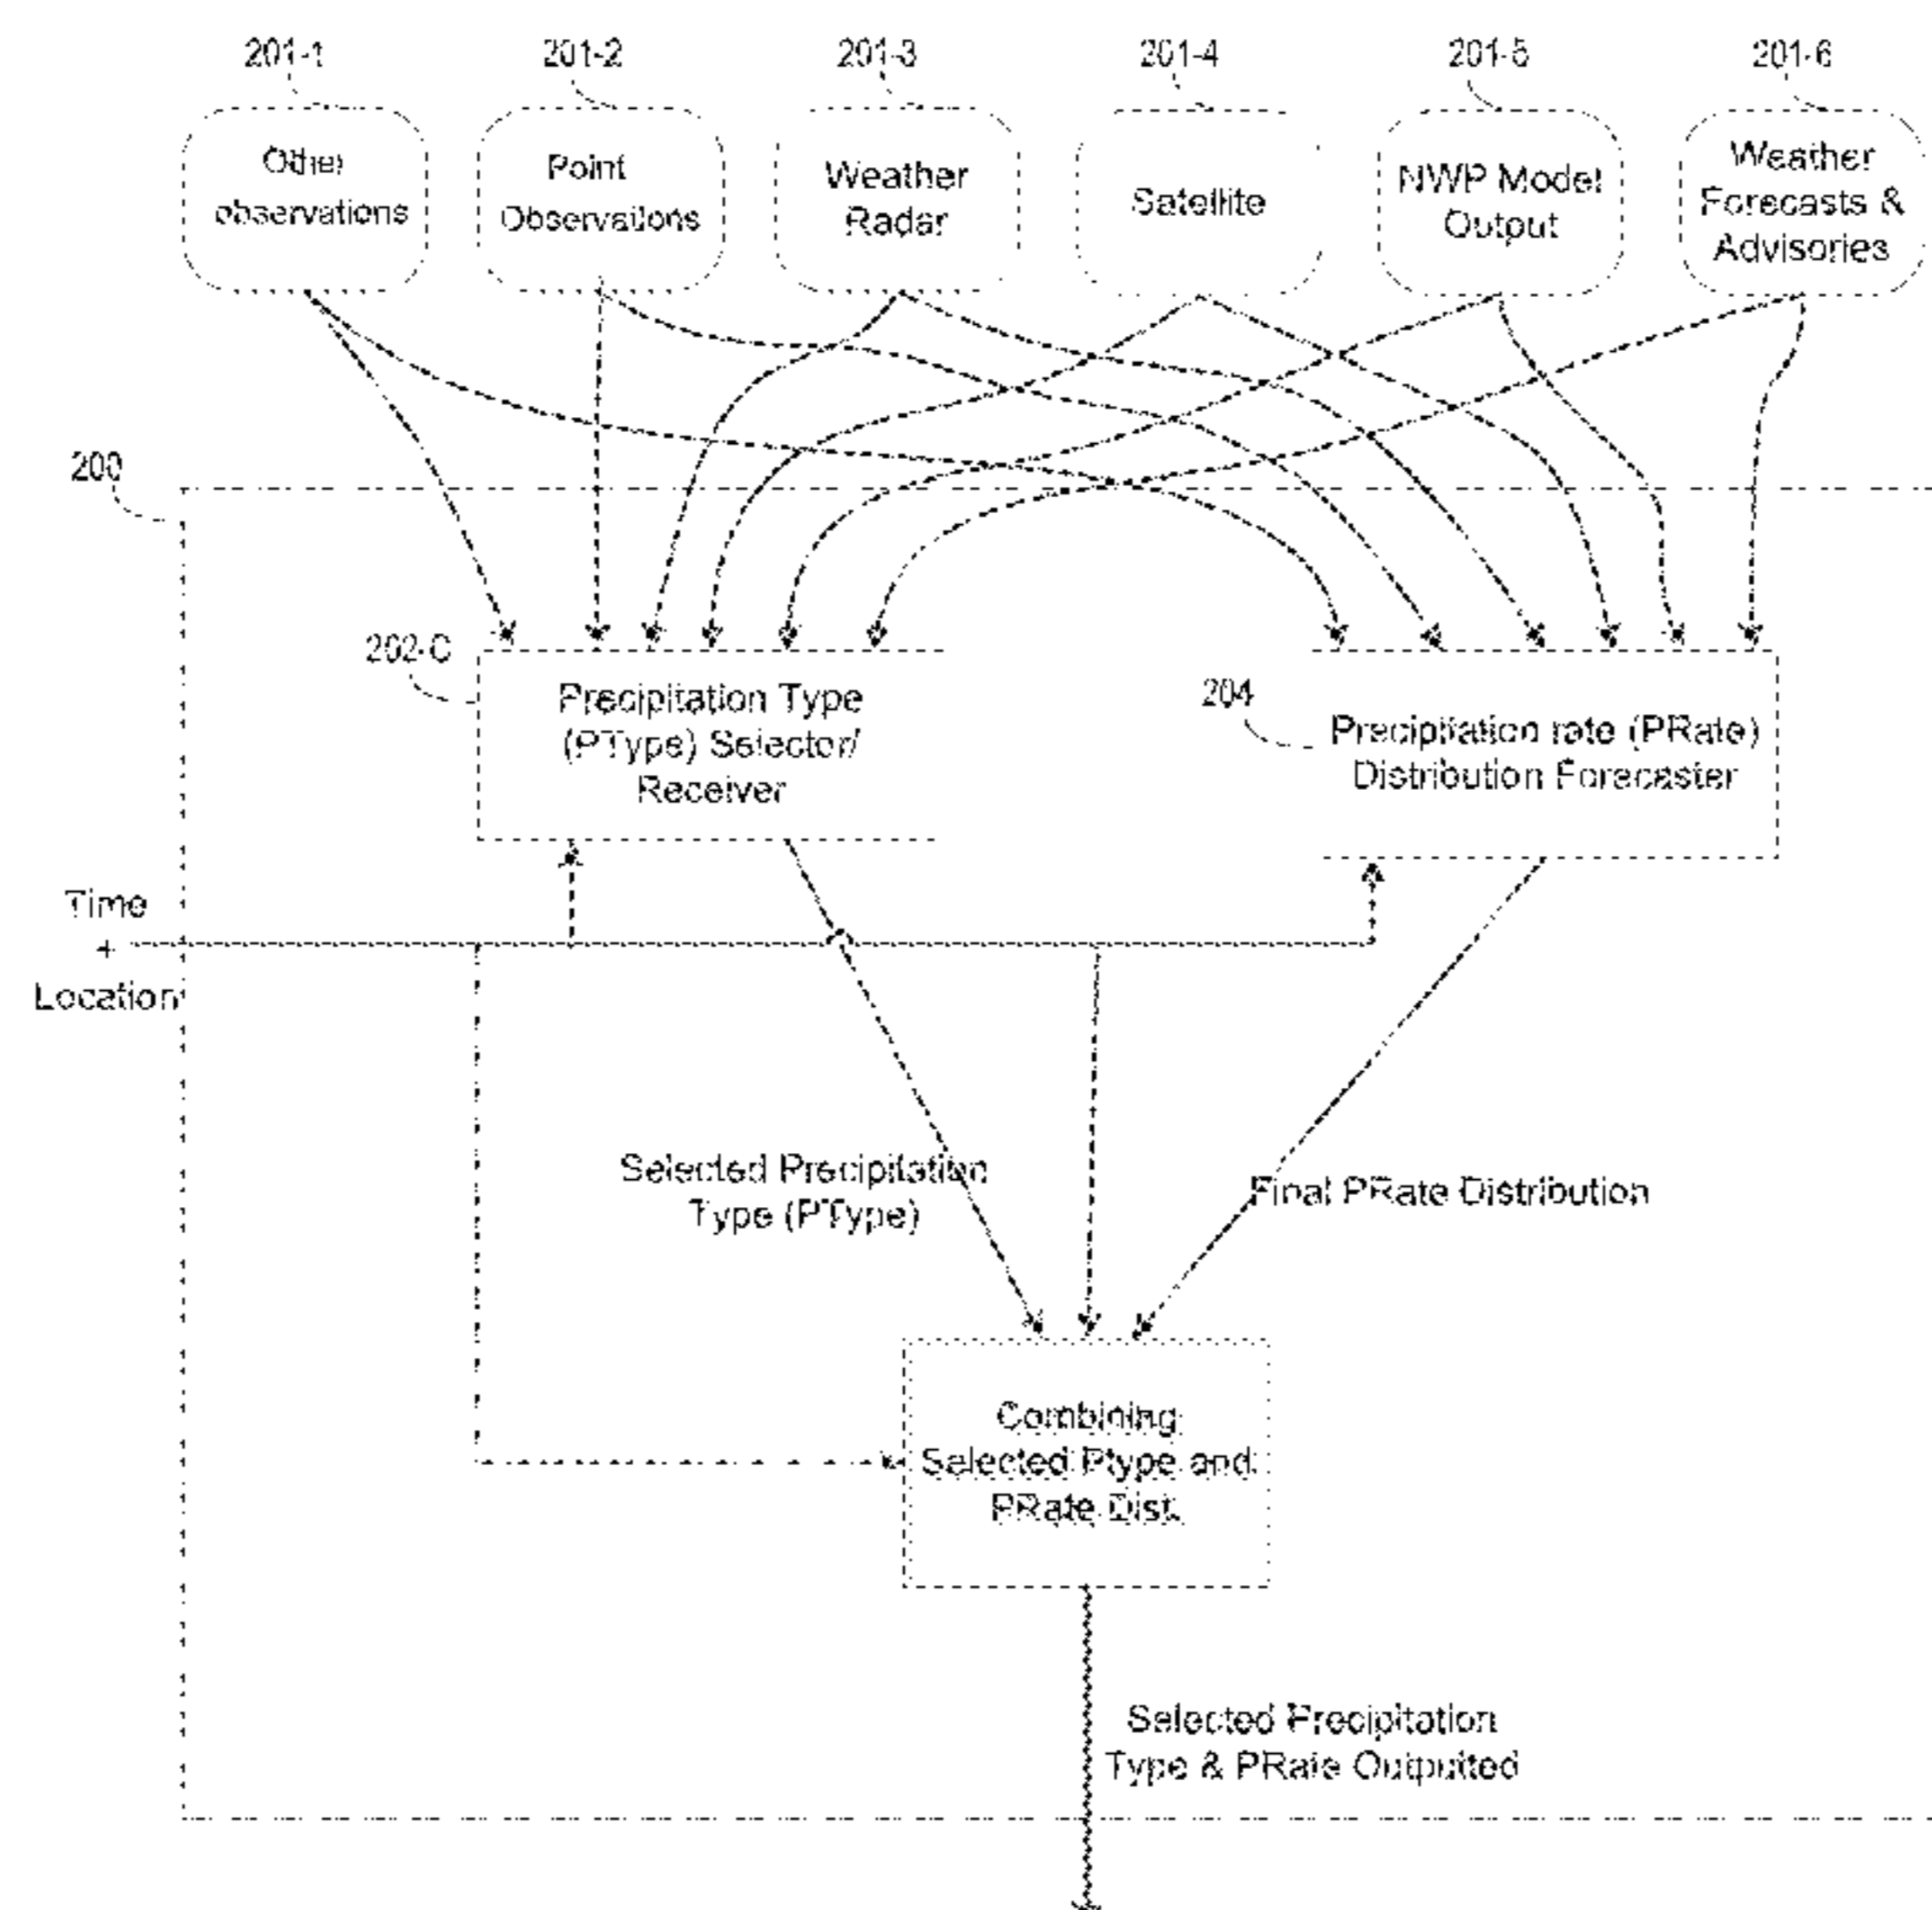 201-1
201-2
201-3
201-4
201-5
201-6
Other
observations
Point
Observations
Weather
Radar
Satellite
NWP Model
Output
Weather
Forecasts &
Advisories
200
202-C
Precipitation Type
(PType) Selector/
Receiver
204
Precipitation rate (PRate)
Distribution Forecaster
Time
+
Location
Selected Precipitation
Type (PType)
Final PRate Distribution
Combining
Selected Ptype and
PRate Dist.
Selected Precipitation
Type & PRate Outputted